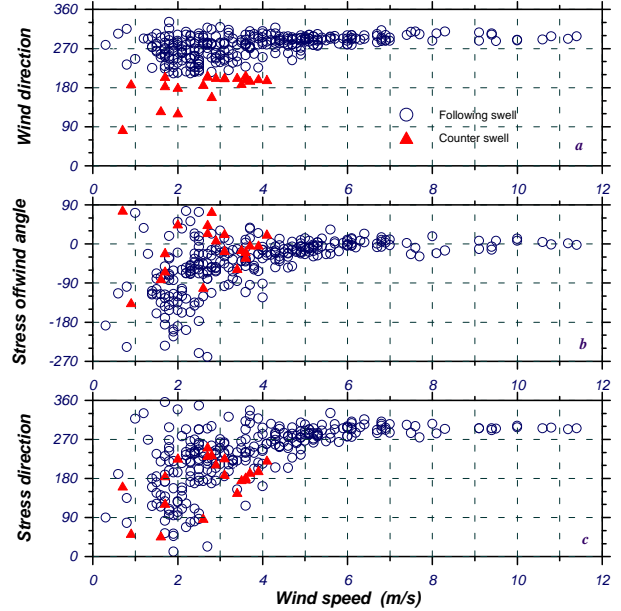 360
270
180
90
0
Wind direction
Following swell
Counter swell
a
0 2 4 6 8 10 12
90
0
-90
-180
-270
Stress offwind angle
b
0 2 4 6 8 10 12
360
270
180
90
0
Stress direction
c
0 2 4 6 8 10 12
Wind speed (m/s)